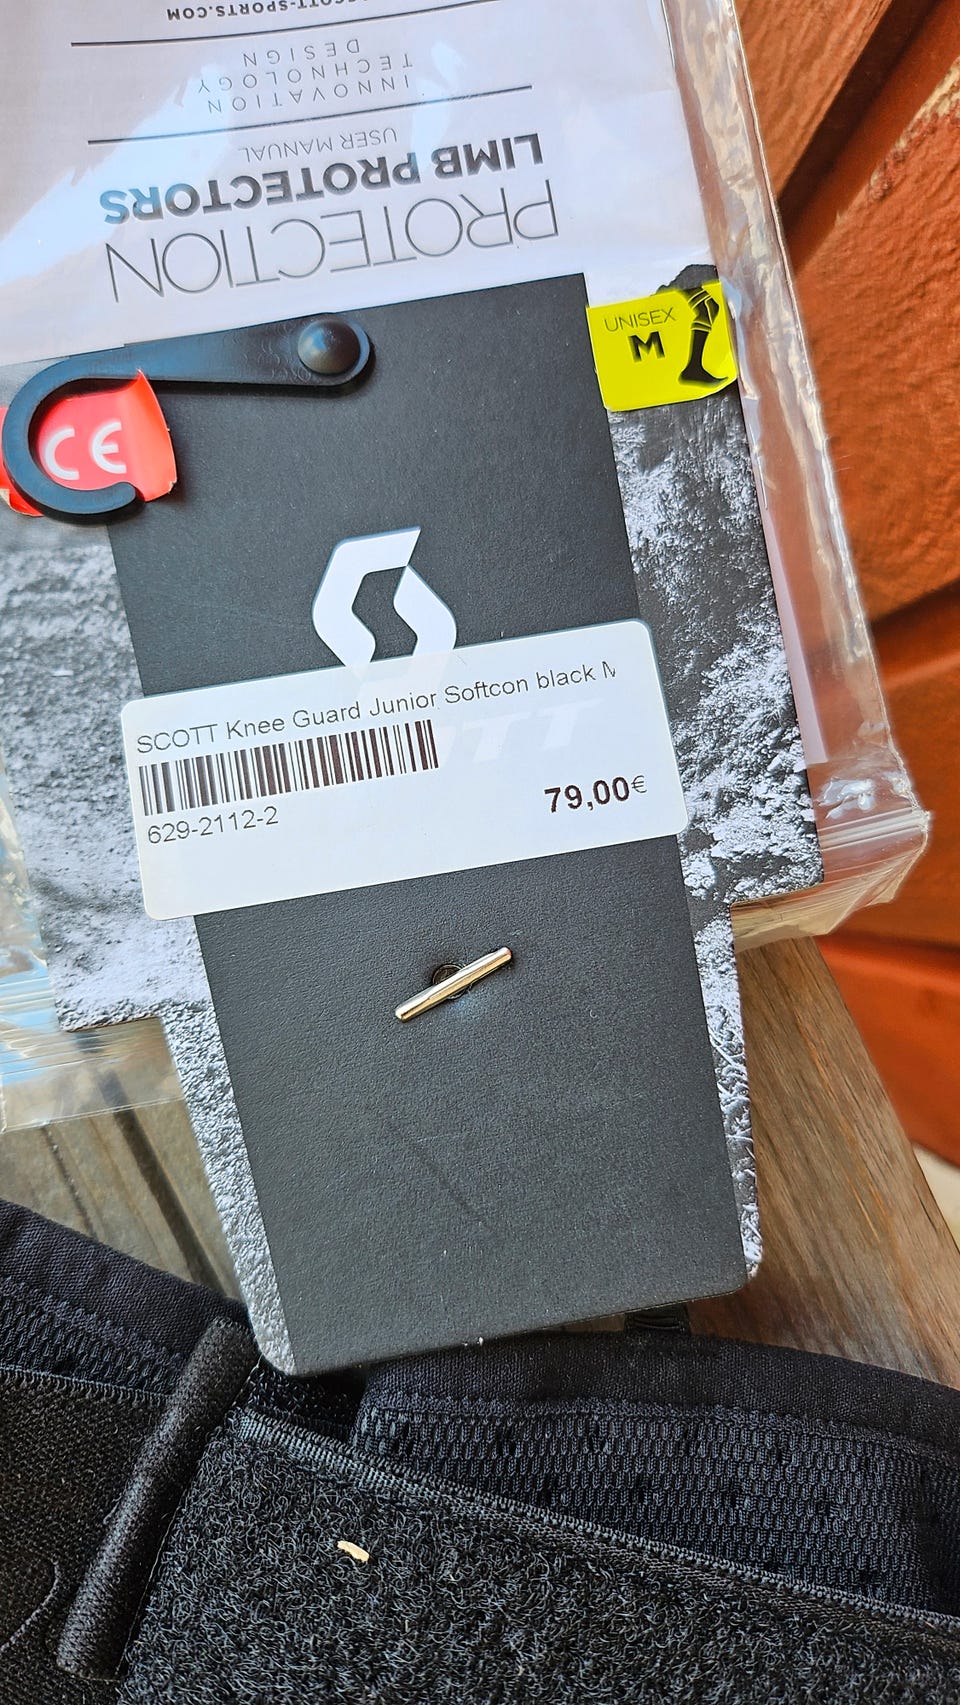 PROTECTION
LIMB PROTECTORS
USER MANUAL
INNOVATION
TECHNOLOGY
DESIGN
SCOTT-SPORTS.COM
UNISEX
M
CE
SCOTT Knee Guard Junior Softcon black M
629-2112-2
79,00€